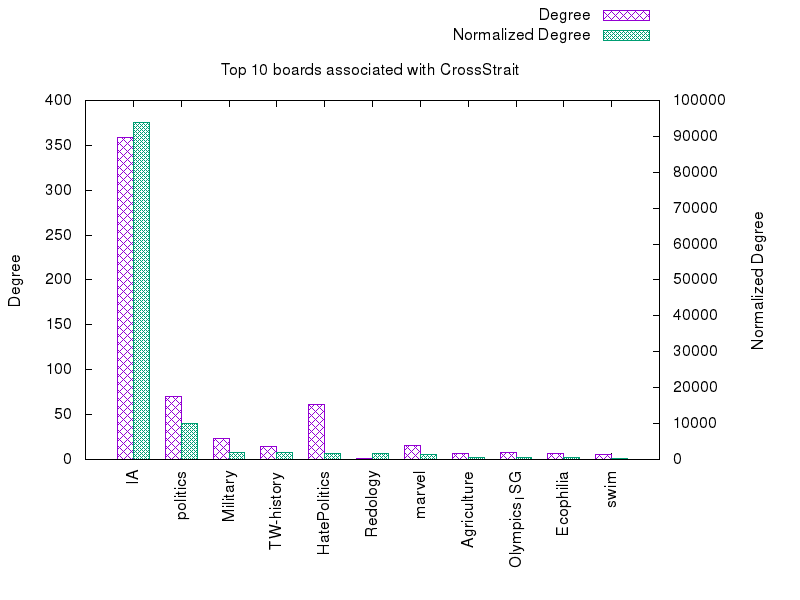 Degree
Normalized Degree
Top 10 boards associated with CrossStrait
400
350
300
250
200
150
100
50
0
100000
90000
80000
70000
60000
50000
40000
30000
20000
10000
0
Degree
Normalized Degree
IA
politics
Military
TW-history
HatePolitics
Redology
marvel
Agriculture
Olympics|SG
Ecophilia
swim